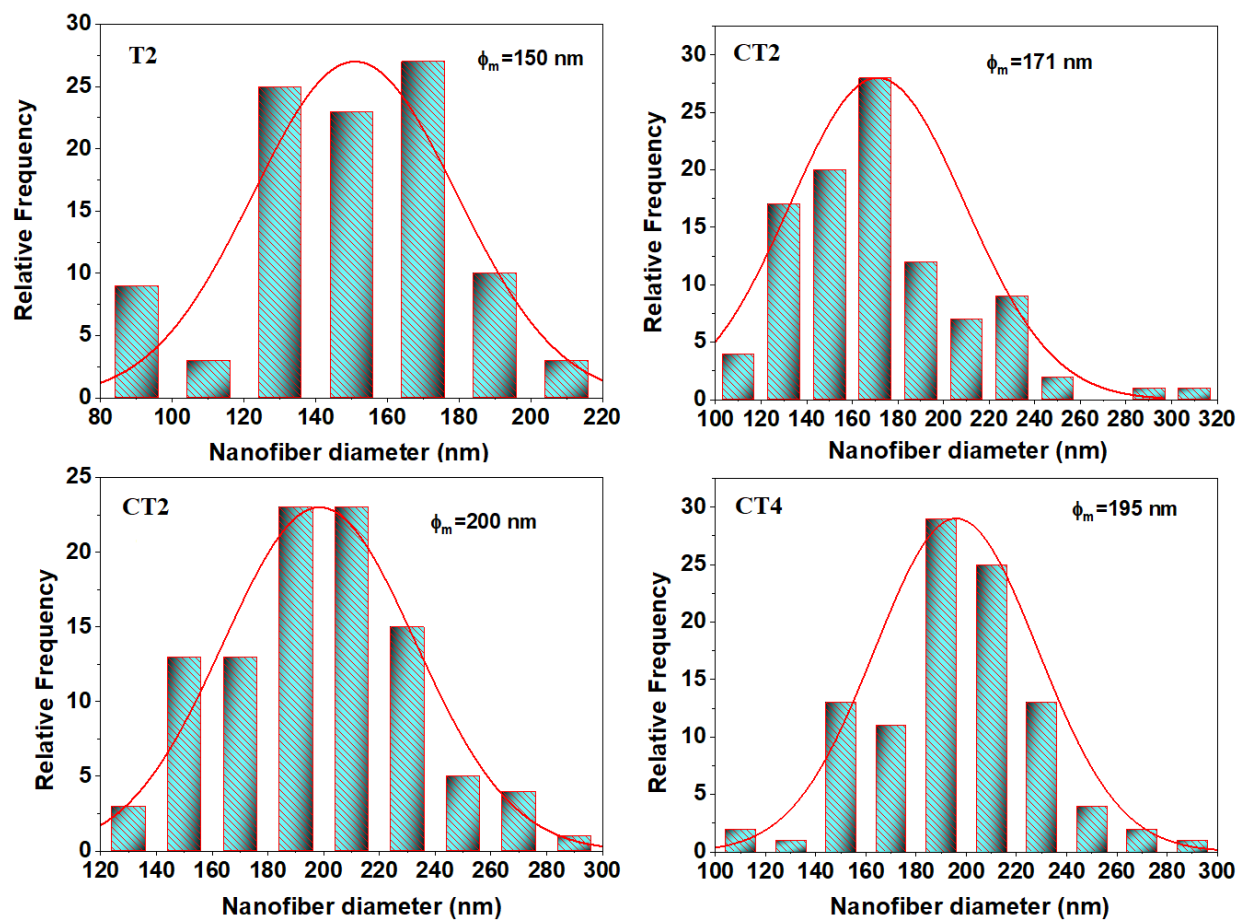 T2
ϕm=150 nm
Relative Frequency
30
25
20
15
10
5
0
80 100 120 140 160 180 200 220
Nanofiber diameter (nm)
CT2
ϕm=171 nm
Relative Frequency
30
25
20
15
10
5
0
100 120 140 160 180 200 220 240 260 280 300 320
Nanofiber diameter (nm)
CT2
ϕm=200 nm
Relative Frequency
25
20
15
10
5
0
120 140 160 180 200 220 240 260 280 300
Nanofiber diameter (nm)
CT4
ϕm=195 nm
Relative Frequency
30
25
20
15
10
5
0
100 120 140 160 180 200 220 240 260 280 300
Nanofiber diameter (nm)